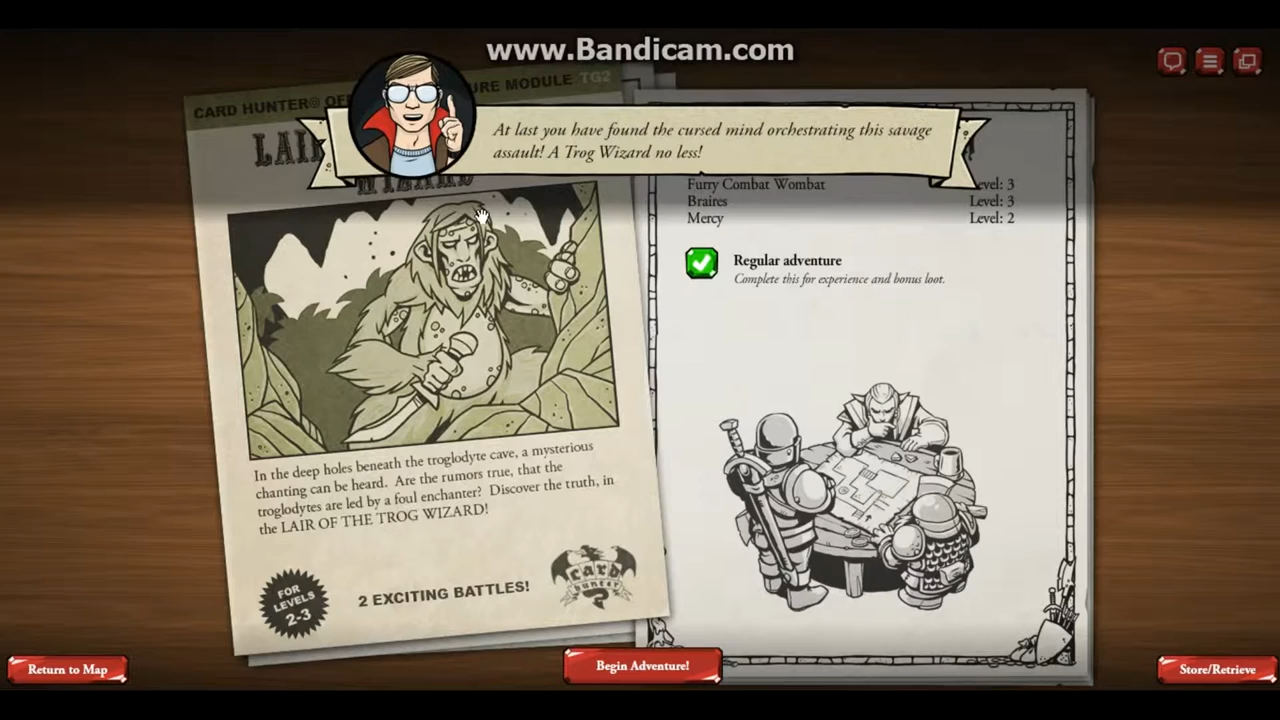 www.Bandicam.com
CARD HUNTER® OF
URE MODULE TG2
At last you have found the cursed mind orchestrating this savage
assault! A Trog Wizard no less!
LAI
WIZARD
Furry Combat Wombat Level: 3
Braires Level: 3
Mercy Level: 2
Regular adventure
Complete this for experience and bonus loot.
In the deep holes beneath the troglodyte cave, a mysterious
chanting can be heard. Are the rumors true, that the
troglodytes are led by a foul enchanter? Discover the truth, in
the LAIR OF THE TROG WIZARD!
FOR
LEVELS
2-3
2 EXCITING BATTLES!
card
hunter
Return to Map
Begin Adventure!
Store/Retrieve